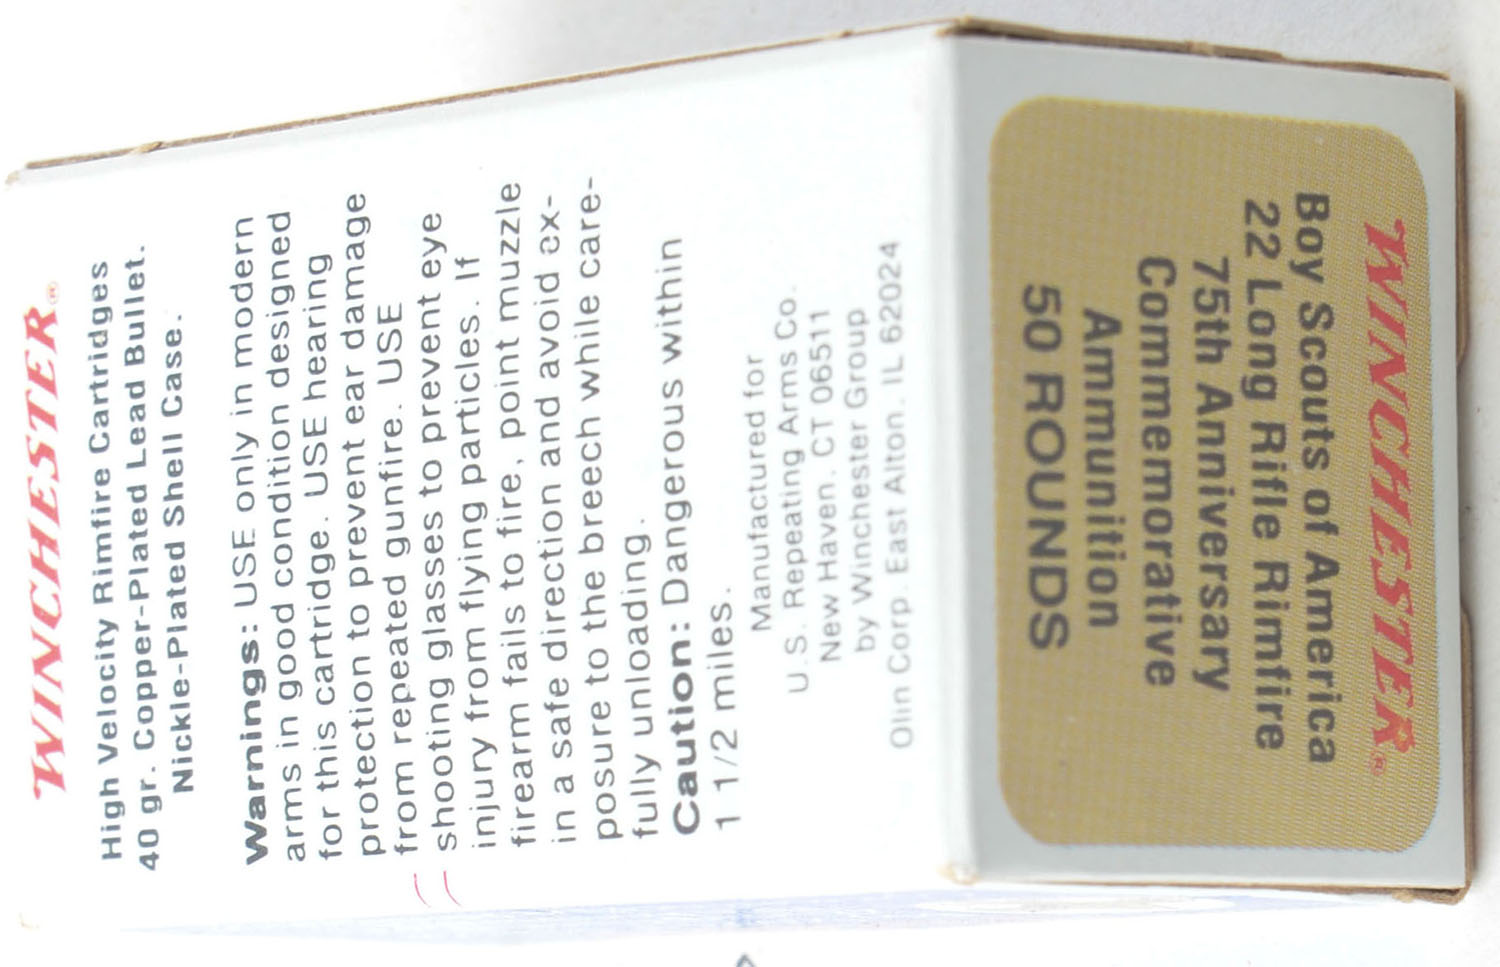 WINCHESTER®
High Velocity Rimfire Cartridges
40 gr. Copper-Plated Lead Bullet.
Nickle-Plated Shell Case.
Warnings: USE only in modern
arms in good condition designed
for this cartridge. USE hearing
protection to prevent ear damage
from repeated gunfire. USE
shooting glasses to prevent eye
injury from flying particles. If
firearm fails to fire, point muzzle
in a safe direction and avoid ex-
posure to the breech while care-
fully unloading.
Caution: Dangerous within
1 1/2 miles.
Manufactured for
U.S. Repeating Arms Co.
New Haven, CT 06511
by Winchester Group
Olin Corp. East Alton, IL 62024
WINCHESTER®
Boy Scouts of America
22 Long Rifle Rimfire
75th Anniversary
Commemorative
Ammunition
50 ROUNDS